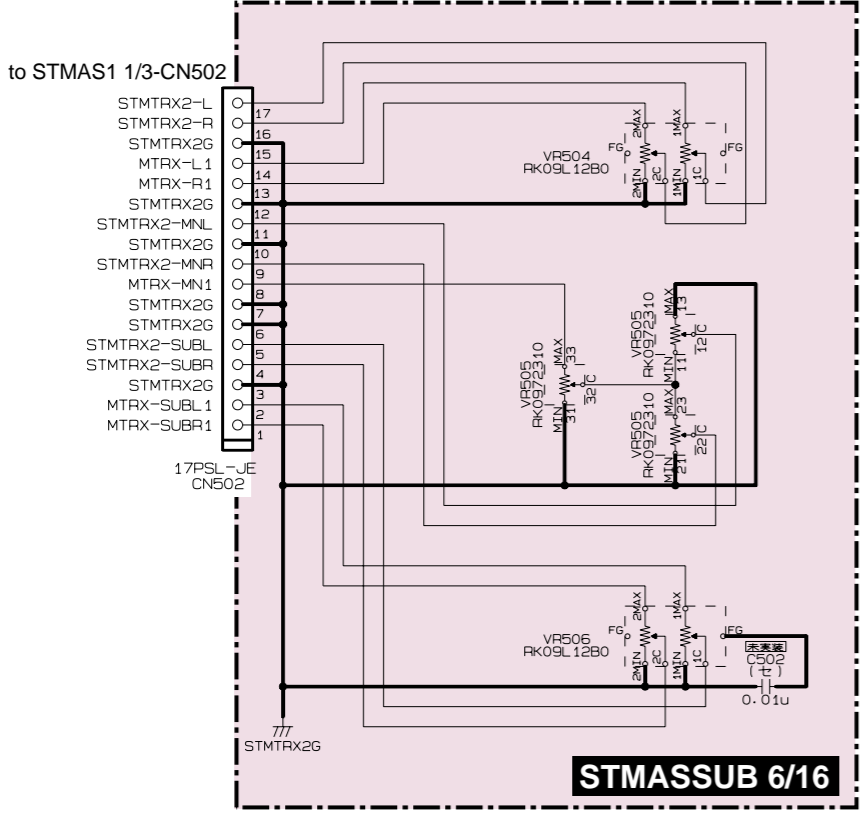 to STMAS1 1/3-CN502
STMTRX2-L
17
STMTRX2-R
16
STMTRX2G
15
MTRX-L1
14
MTRX-R1
13
STMTRX2G
12
STMTRX2-MNL
11
STMTRX2G
10
STMTRX2-MNR
9
MTRX-MN1
8
STMTRX2G
7
STMTRX2G
6
STMTRX2-SUBL
5
STMTRX2-SUBR
4
STMTRX2G
3
MTRX-SUBL1
2
MTRX-SUBR1
1
17PSL-JE
CN502
VR504
RK09L12B0
FG
2MAX
1MAX
FG
2MIN
2C
1MIN
1C
VR505
RK0972310
MAX
33
32C
MIN
31
VR505
RK0972310
MAX
13
12C
MIN
11
VR505
RK0972310
MAX
23
22C
MIN
21
VR506
RK09L12B0
FG
2MAX
1MAX
FG
2MIN
2C
1MIN
1C
未実装
C502
(セ)
0.01u
STMTRX2G
STMASSUB 6/16